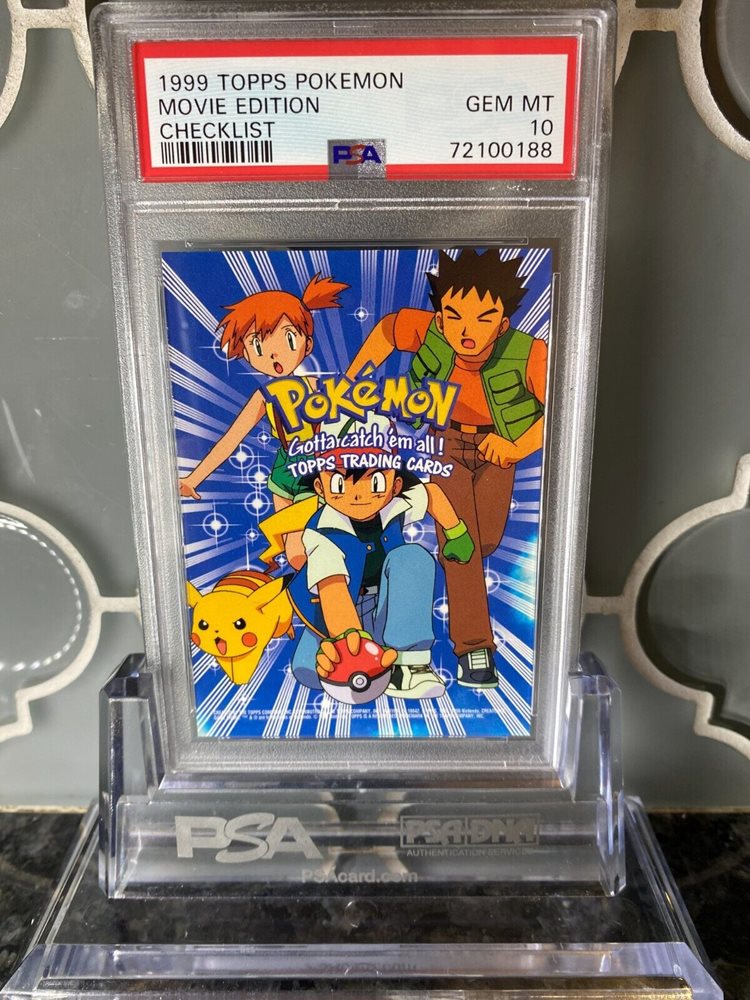 1999 TOPPS POKEMON
MOVIE EDITION GEM MT
CHECKLIST 10
PSA 72100188
POKéMON
Gotta catch 'em all!
TOPPS TRADING CARDS
PSA PSA/DNA
AUTHENTICATION SERVICES
PSAcard.com